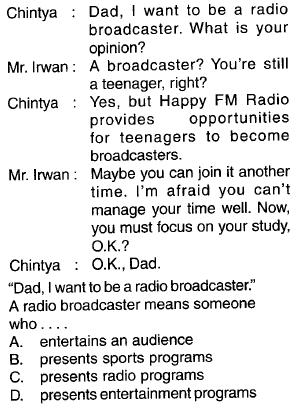 Chintya : Dad, I want to be a radio
broadcaster. What is your
opinion?
Mr. Irwan : A broadcaster? You're still
a teenager, right?
Chintya : Yes, but Happy FM Radio
provides opportunities
for teenagers to become
broadcasters.
Mr. Irwan : Maybe you can join it another
time. I'm afraid you can't
manage your time well. Now,
you must focus on your study,
O.K.?
Chintya : O.K., Dad.
"Dad, I want to be a radio broadcaster."
A radio broadcaster means someone
who . . . .
A. entertains an audience
B. presents sports programs
C. presents radio programs
D. presents entertainment programs